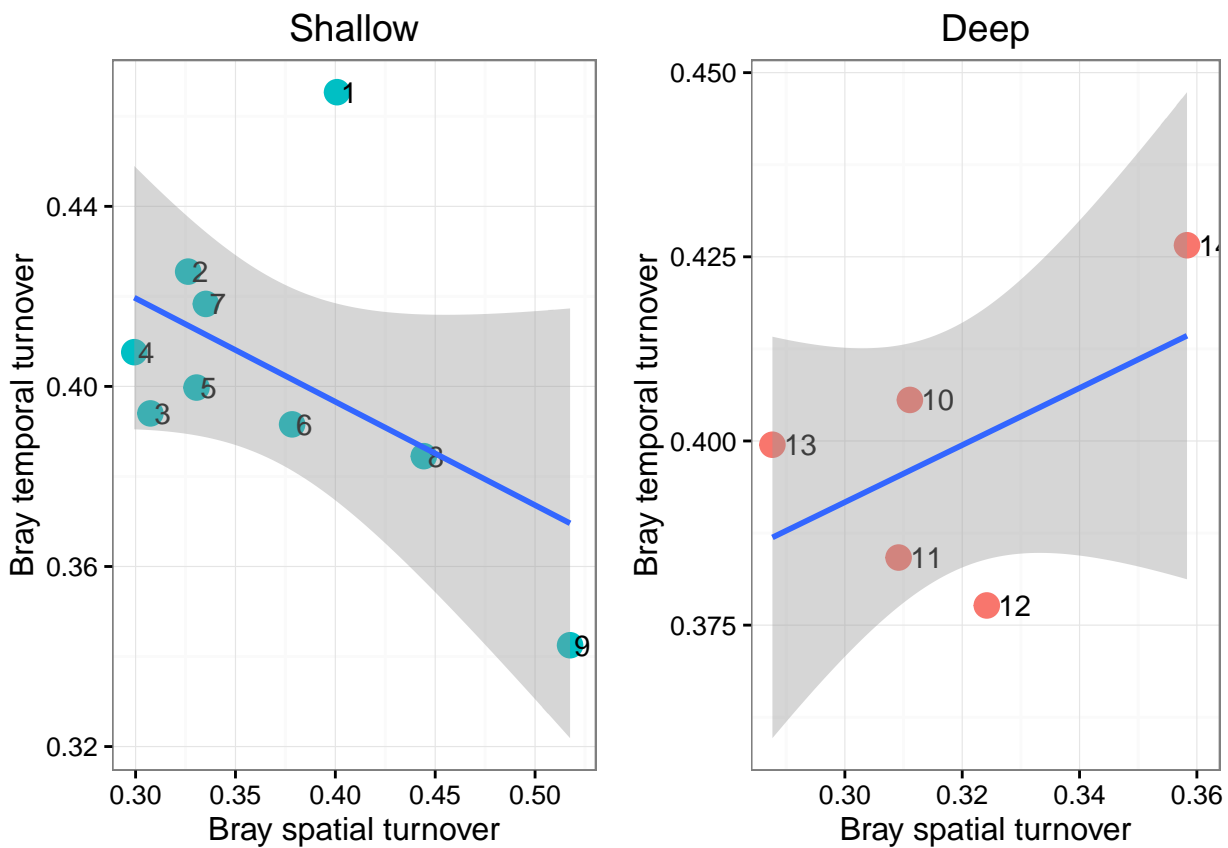 Shallow
Bray temporal turnover
0.44
0.40
0.36
0.32
1
2
7
4
5
3
6
8
9
0.30 0.35 0.40 0.45 0.50
Bray spatial turnover
Deep
Bray temporal turnover
0.450
0.425
0.400
0.375
14
10
13
11
12
0.30 0.32 0.34 0.36
Bray spatial turnover